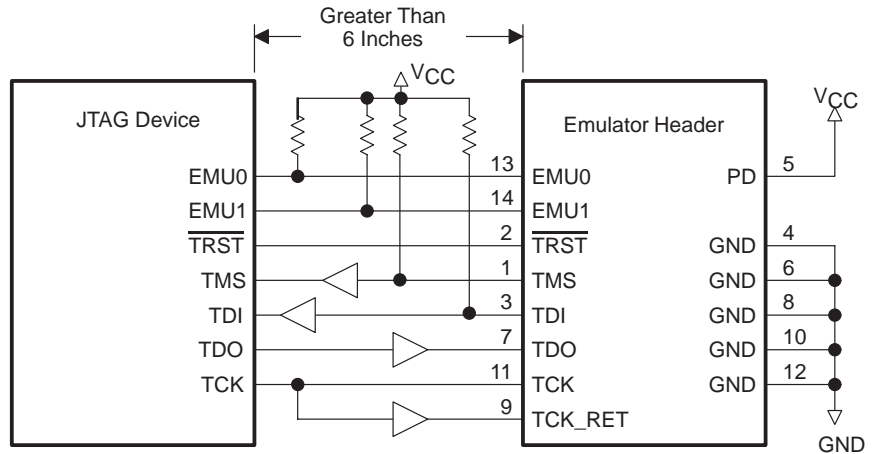 Greater Than
6 Inches
VCC
JTAG Device
Emulator Header
VCC
EMU0 13 EMU0 PD 5
EMU1 14 EMU1
TRST 2 TRST GND 4
TMS 1 TMS GND 6
TDI 3 TDI GND 8
TDO 7 TDO GND 10
TCK 11 TCK GND 12
9 TCK_RET
GND